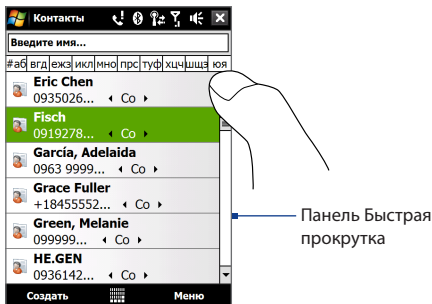 Контакты
Введите имя...
#аб вгд ежз икл мно прс туф хцч шщэ юя
Eric Chen
0935026... Co
Fisch
0919278... Co
García, Adelaida
0963 9999... Co
Grace Fuller
+18455552... Co
Green, Melanie
099999... Co
HE.GEN
0936142... Co
Панель Быстрая
прокрутка
Создать Меню